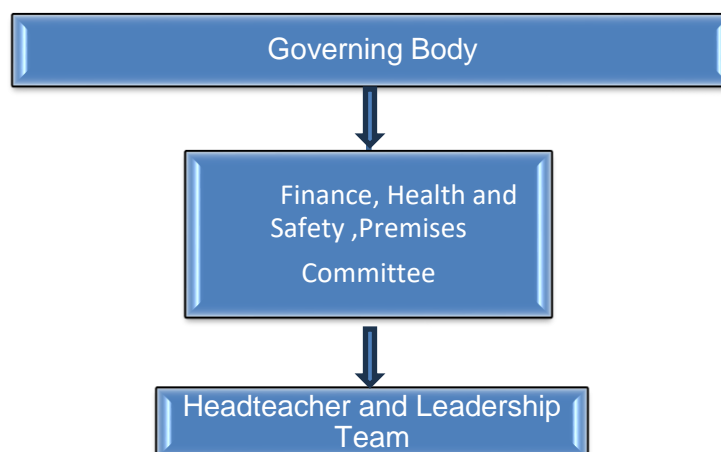 Governing Body
Finance, Health and
Safety ,Premises
Committee
Headteacher and Leadership
Team